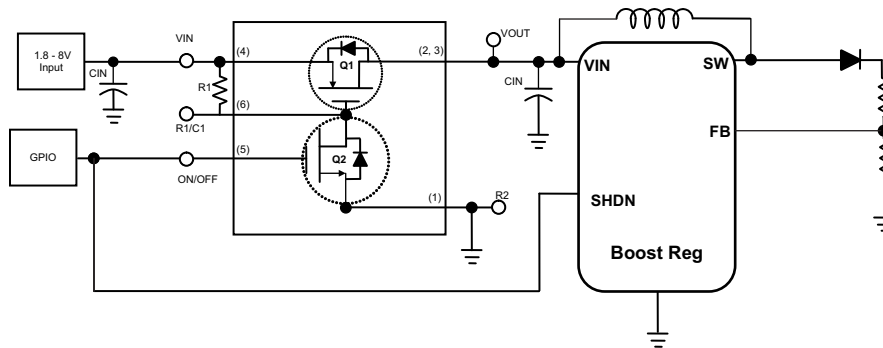 1.8 - 8V
Input
CIN
VIN
(4)
R1
(6)
R1/C1
Q1
(2, 3)
VOUT
CIN
GPIO
ON/OFF
(5)
Q2
(1)
R2
VIN
SW
FB
SHDN
Boost Reg